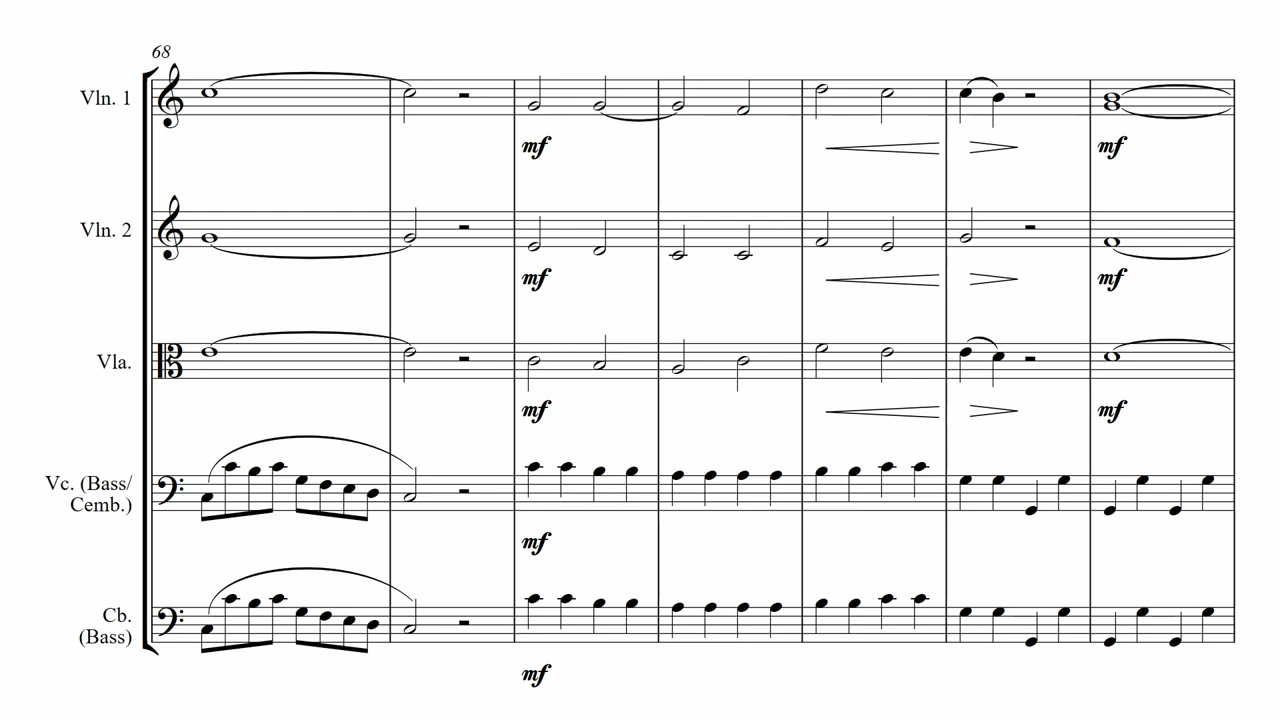 68
Vln. 1
mf
mf
Vln. 2
mf
mf
Vla.
mf
mf
Vc. (Bass/
Cemb.)
mf
Cb.
(Bass)
mf